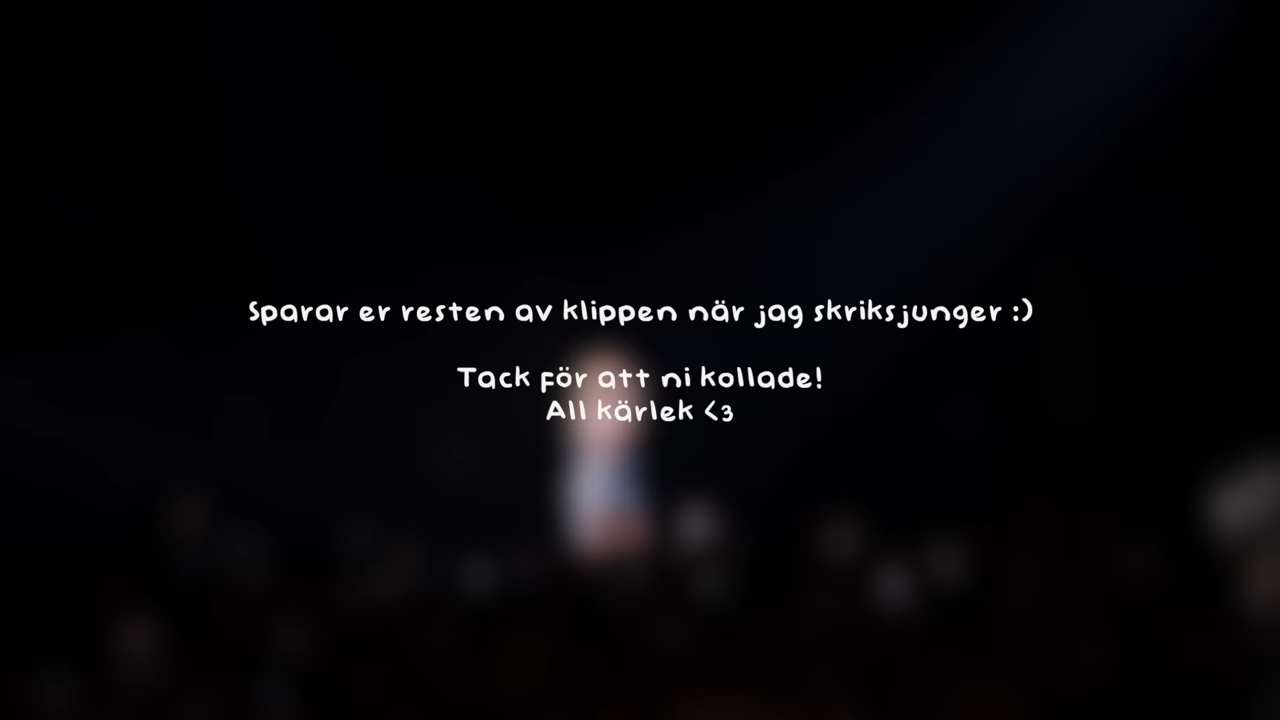 Sparar er resten av klippen när jag skriksjunger :)
Tack för att ni kollade!
All kärlek <3